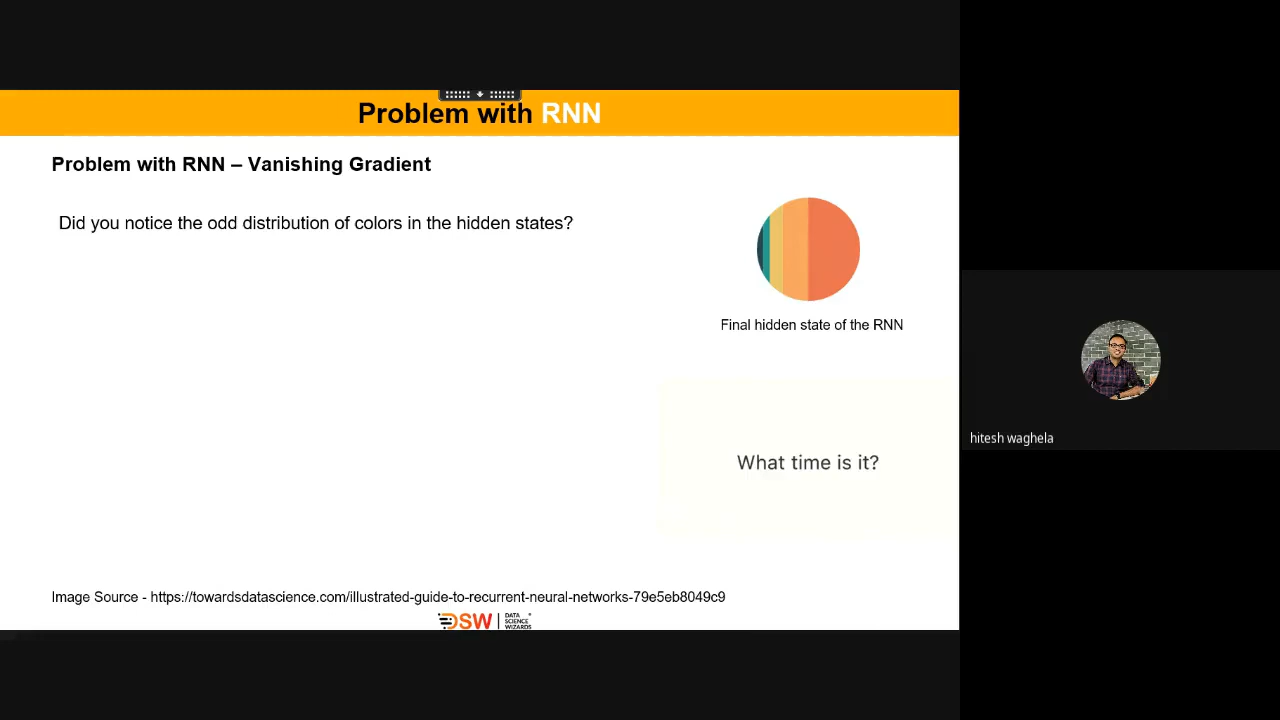 Problem with RNN
Problem with RNN – Vanishing Gradient
Did you notice the odd distribution of colors in the hidden states?
Final hidden state of the RNN
What time is it?
hitesh waghela
Image Source - https://towardsdatascience.com/illustrated-guide-to-recurrent-neural-networks-79e5eb8049c9
DSW
DATA
SCIENCE
WIZARDS